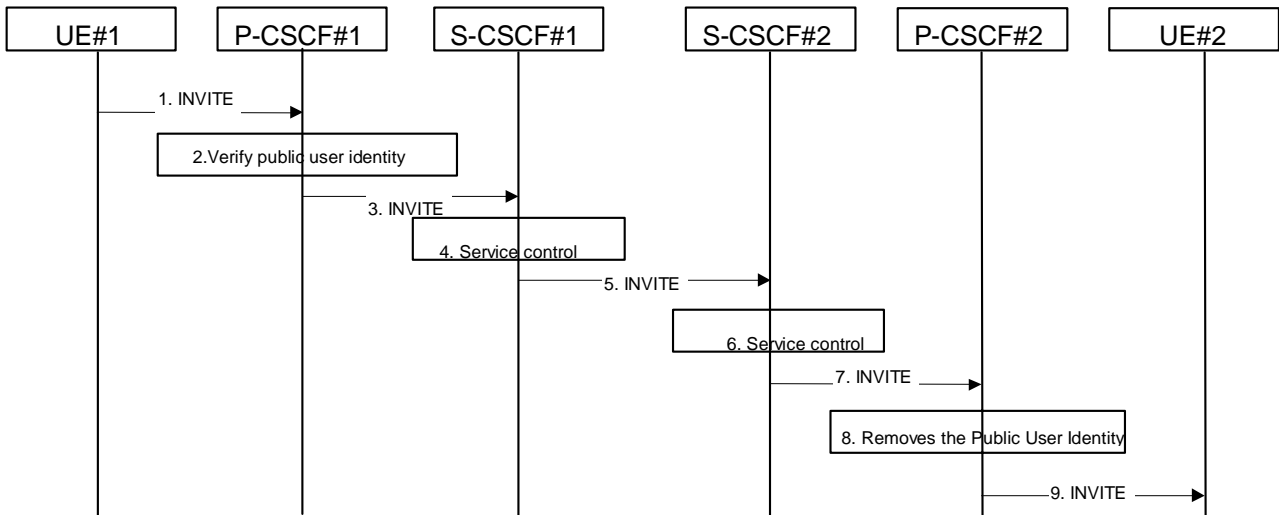 UE#1
P-CSCF#1
S-CSCF#1
S-CSCF#2
P-CSCF#2
UE#2
1. INVITE
2.Verify public user identity
3. INVITE
4. Service control
5. INVITE
6. Service control
7. INVITE
8. Removes the Public User Identity
9. INVITE